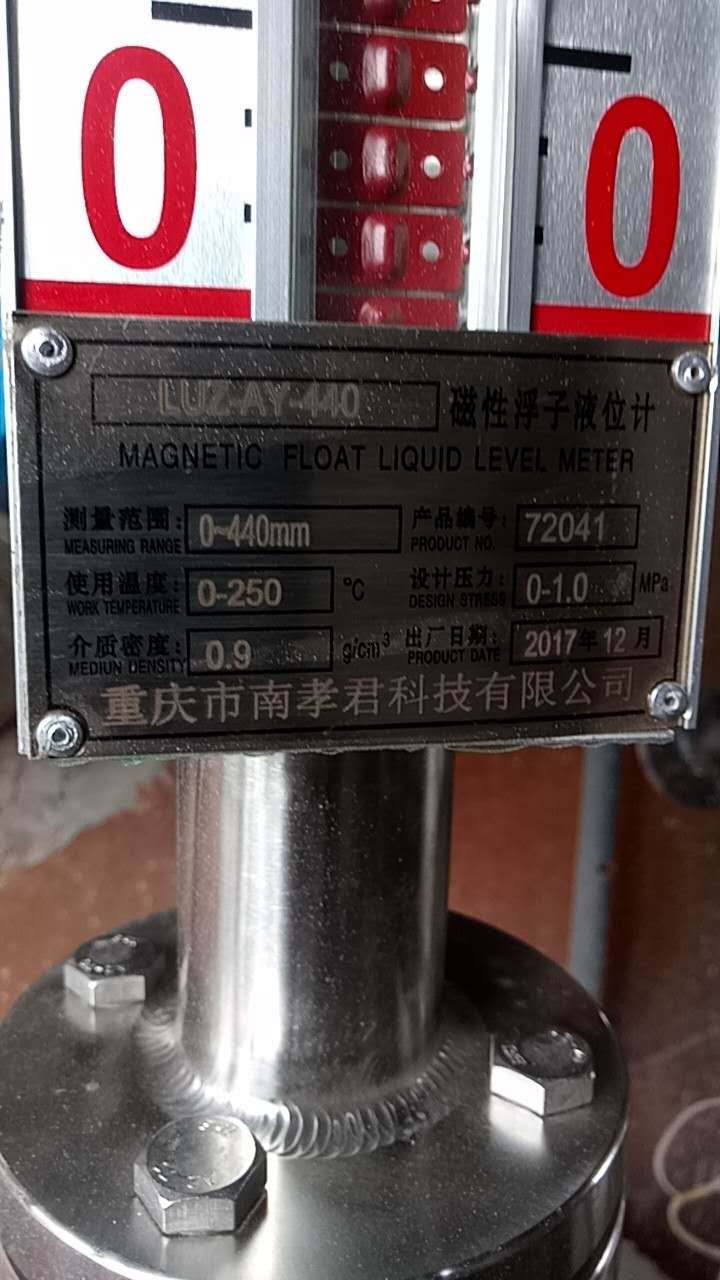 0 0
LUZ-AY-440 磁性浮子液位计
MAGNETIC FLOAT LIQUID LEVEL METER
测量范围: 0~440mm 产品编号: 72041
MEASURING RANGE PRODUCT NO.
使用温度: 0-250 °C 设计压力: 0-1.0 MPa
WORK TEMPERATURE DESIGN STRESS
介质密度: 0.9 g/cm³ 出厂日期: 2017年12月
MEDIUN DENSITY PRODUCT DATE
重庆市南孝君科技有限公司